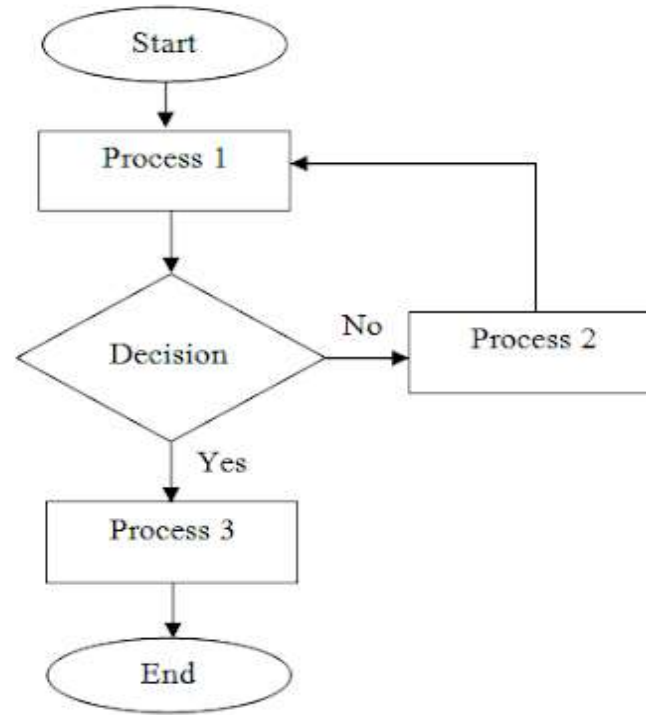 Start
Process 1
Decision
No
Process 2
Yes
Process 3
End